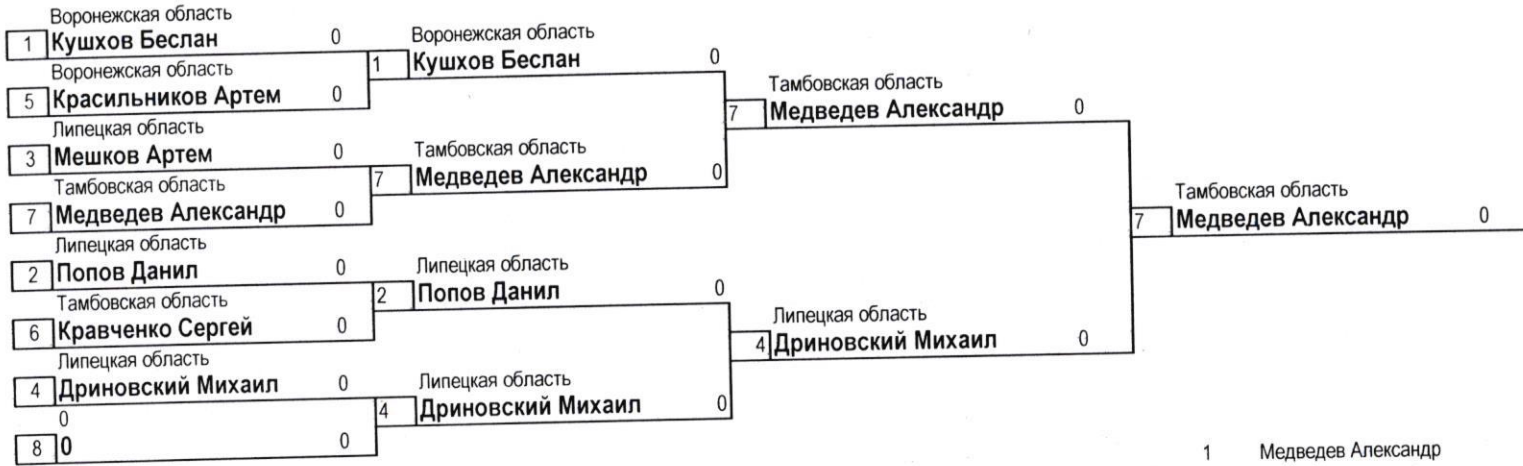 Воронежская область
1 Кушхов Беслан 0
Воронежская область
5 Красильников Артем 0
Липецкая область
3 Мешков Артем 0
Тамбовская область
7 Медведев Александр 0
Липецкая область
2 Попов Данил 0
Тамбовская область
6 Кравченко Сергей 0
Липецкая область
4 Дриновский Михаил 0
0
8 0 0
Воронежская область
1 Кушхов Беслан 0
Тамбовская область
7 Медведев Александр 0
Липецкая область
2 Попов Данил 0
Липецкая область
4 Дриновский Михаил 0
Тамбовская область
7 Медведев Александр 0
Липецкая область
4 Дриновский Михаил 0
Тамбовская область
7 Медведев Александр 0
1 Медведев Александр